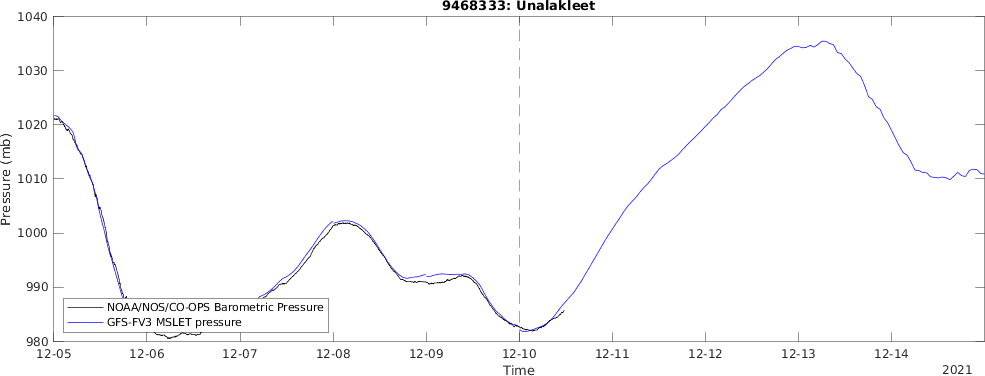 9468333: Unalakleet
1040
1030
1020
1010
1000
990
980
Pressure (mb)
NOAA/NOS/CO-OPS Barometric Pressure
GFS-FV3 MSLET pressure
12-05 12-06 12-07 12-08 12-09 12-10 12-11 12-12 12-13 12-14
Time
2021